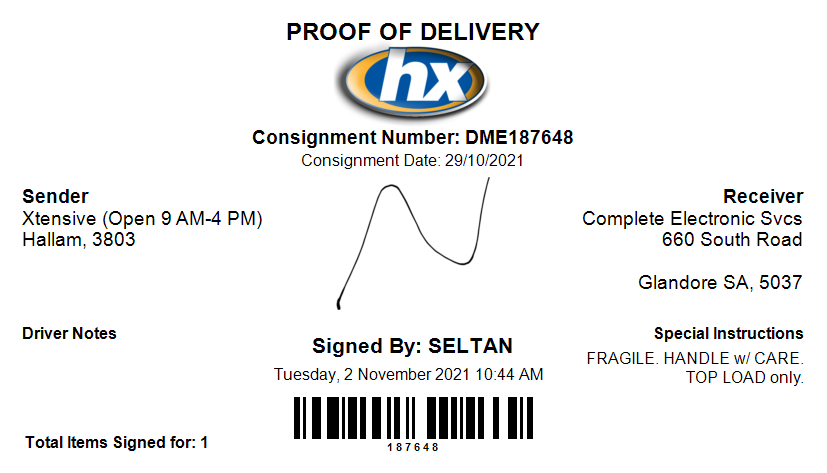 PROOF OF DELIVERY
hx
Consignment Number: DME187648
Consignment Date: 29/10/2021
Sender
Xtensive (Open 9 AM-4 PM)
Hallam, 3803
Receiver
Complete Electronic Svcs
660 South Road
Glandore SA, 5037
Driver Notes
Signed By: SELTAN
Tuesday, 2 November 2021 10:44 AM
Special Instructions
FRAGILE. HANDLE w/ CARE.
TOP LOAD only.
Total Items Signed for: 1
187648